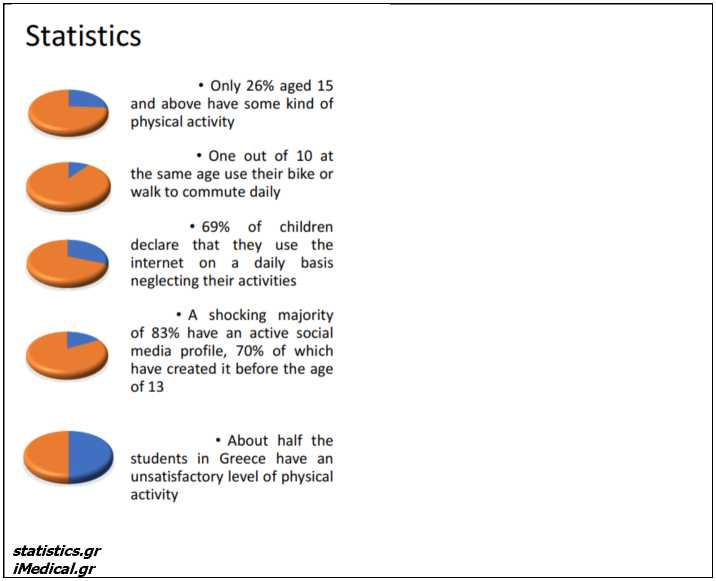 Statistics
• Only 26% aged 15
and above have some kind of
physical activity
• One out of 10 at
the same age use their bike or
walk to commute daily
• 69% of children
declare that they use the
internet on a daily basis
neglecting their activities
• A shocking majority
of 83% have an active social
media profile, 70% of which
have created it before the age
of 13
• About half the
students in Greece have an
unsatisfactory level of physical
activity
statistics.gr
iMedical.gr